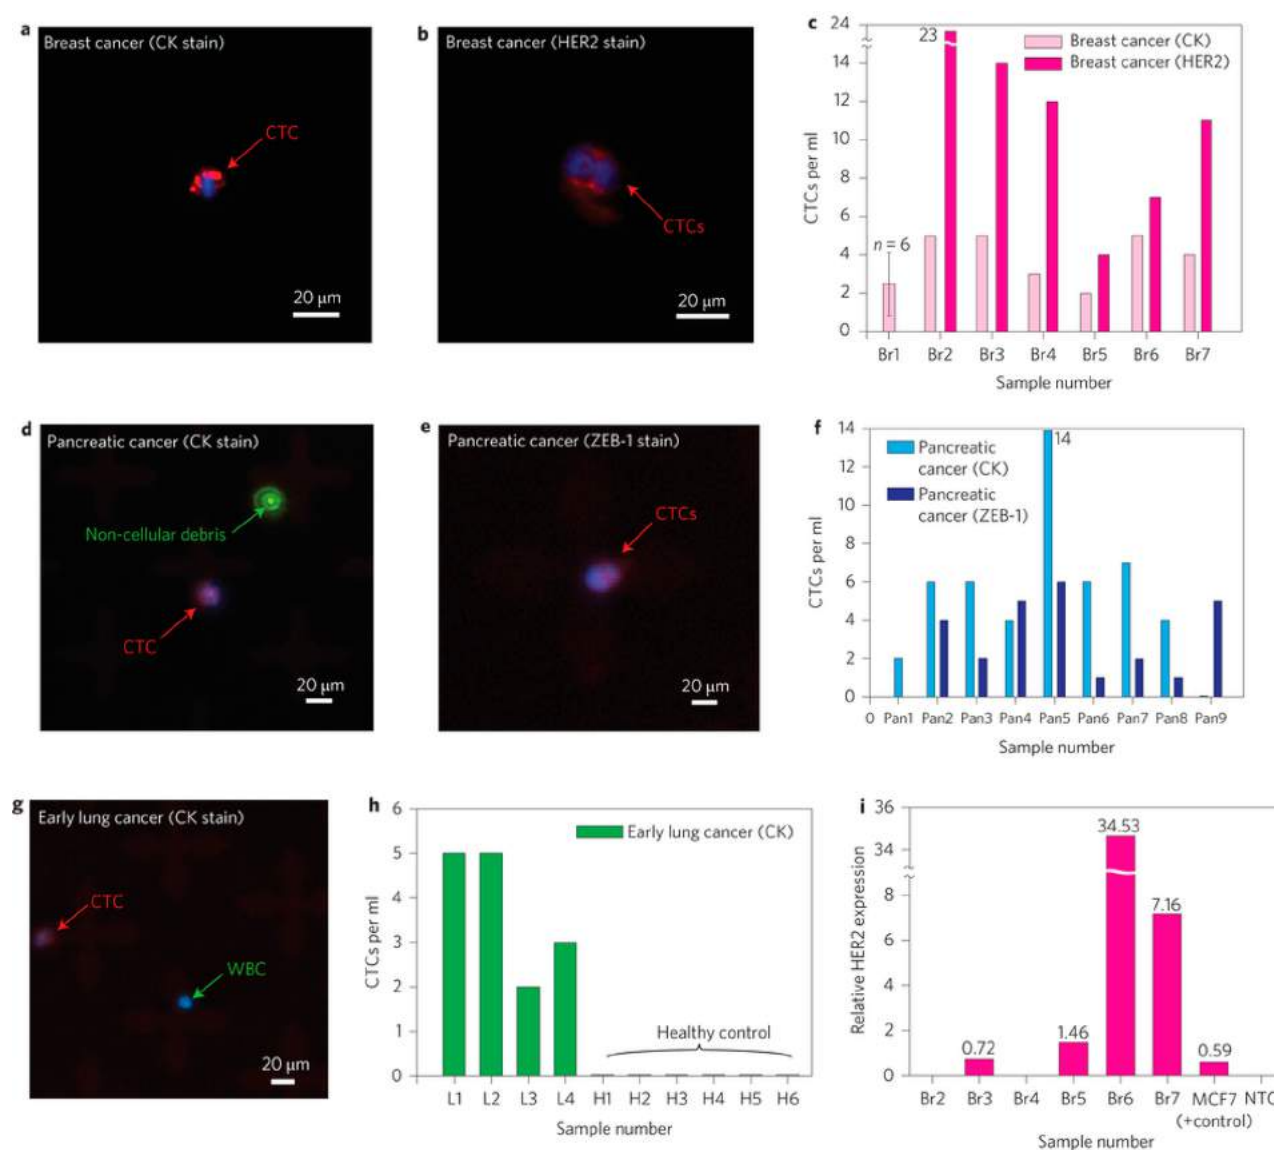 a
Breast cancer (CK stain)
CTC
20 µm
b
Breast cancer (HER2 stain)
CTCs
20 µm
c
24
14
12
10
8
6
4
2
0
CTCs per ml
23
n = 6
Breast cancer (CK)
Breast cancer (HER2)
Br1 Br2 Br3 Br4 Br5 Br6 Br7
Sample number
d
Pancreatic cancer (CK stain)
Non-cellular debris
CTC
20 µm
e
Pancreatic cancer (ZEB-1 stain)
CTCs
20 µm
f
14
12
10
8
6
4
2
0
CTCs per ml
Pancreatic
cancer (CK)
Pancreatic
cancer (ZEB-1)
14
0 Pan1 Pan2 Pan3 Pan4 Pan5 Pan6 Pan7 Pan8 Pan9
Sample number
g
Early lung cancer (CK stain)
CTC
WBC
20 µm
h
6
5
4
3
2
1
0
CTCs per ml
Early lung cancer (CK)
Healthy control
L1 L2 L3 L4 H1 H2 H3 H4 H5 H6
Sample number
i
36
34
8
6
4
2
0
Relative HER2 expression
0.72
1.46
34.53
7.16
0.59
Br2 Br3 Br4 Br5 Br6 Br7 MCF7 NTC
(+control)
Sample number